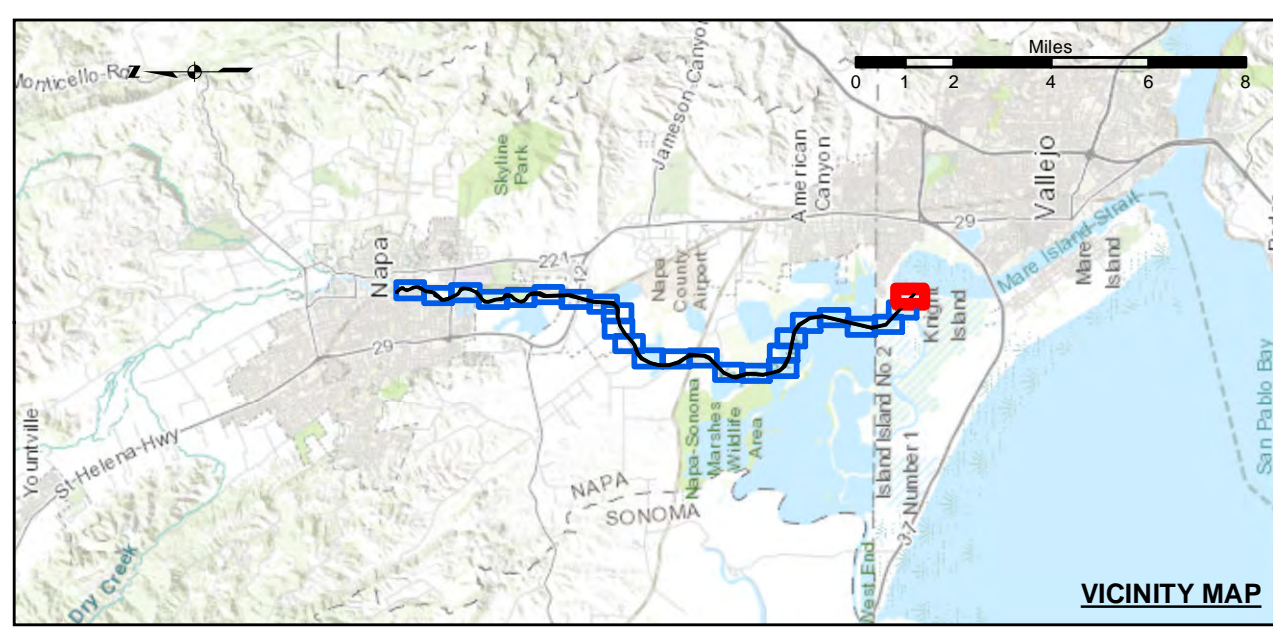 Miles
0 1 2 4 6 8
Monticello-Rd
Z
Skyline
Park
Jameson-Canyon
American
Canyon
Vallejo
29
Napa
221
12
Napa
County
Airport
Mare Island-Strait
Mare
Island
Knight
Island
29
Island Island No 2
Napa-Sonoma
Marshes
Wildlife
Area
Number 1
37
San Pablo Bay
Yountville
St-Helena-Hwy
NAPA
SONOMA
West End
Dry Creek
VICINITY MAP